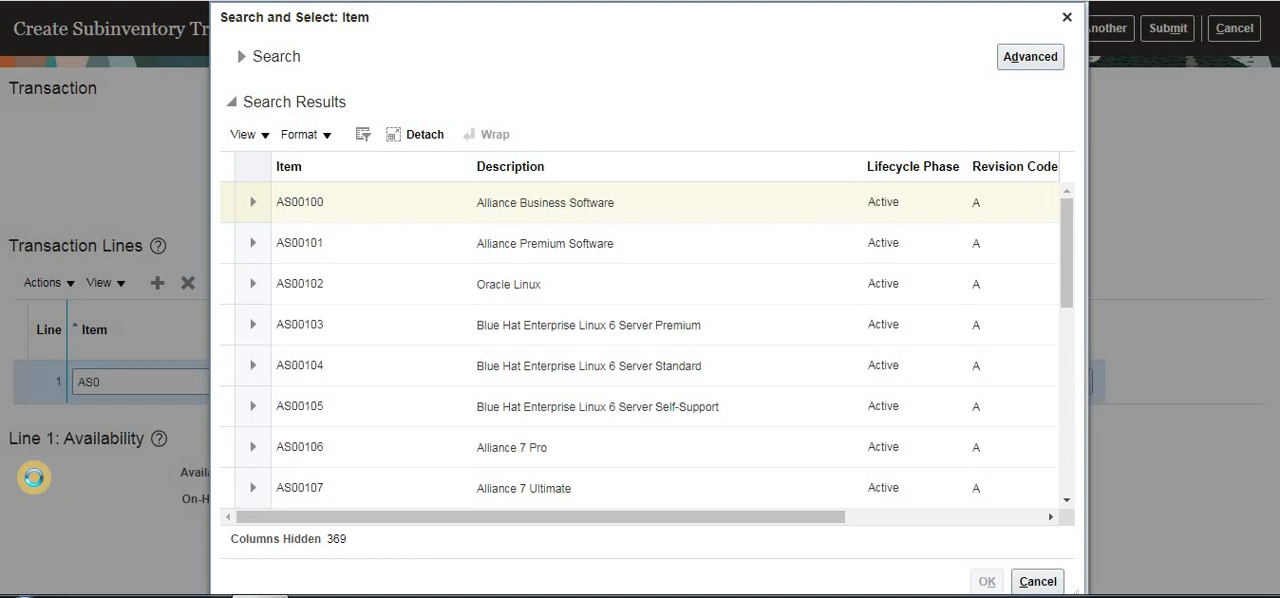 Create Subinventory Tr
nother Submit Cancel
Search and Select: Item
Search
Advanced
Search Results
View Format Detach Wrap
Item Description Lifecycle Phase Revision Code
AS00100 Alliance Business Software Active A
AS00101 Alliance Premium Software Active A
AS00102 Oracle Linux Active A
AS00103 Blue Hat Enterprise Linux 6 Server Premium Active A
AS00104 Blue Hat Enterprise Linux 6 Server Standard Active A
AS00105 Blue Hat Enterprise Linux 6 Server Self-Support Active A
AS00106 Alliance 7 Pro Active A
AS00107 Alliance 7 Ultimate Active A
Columns Hidden 369
OK Cancel
Transaction
Transaction Lines ?
Actions View
Line * Item
1 AS0
Line 1: Availability ?
Availa
On-H